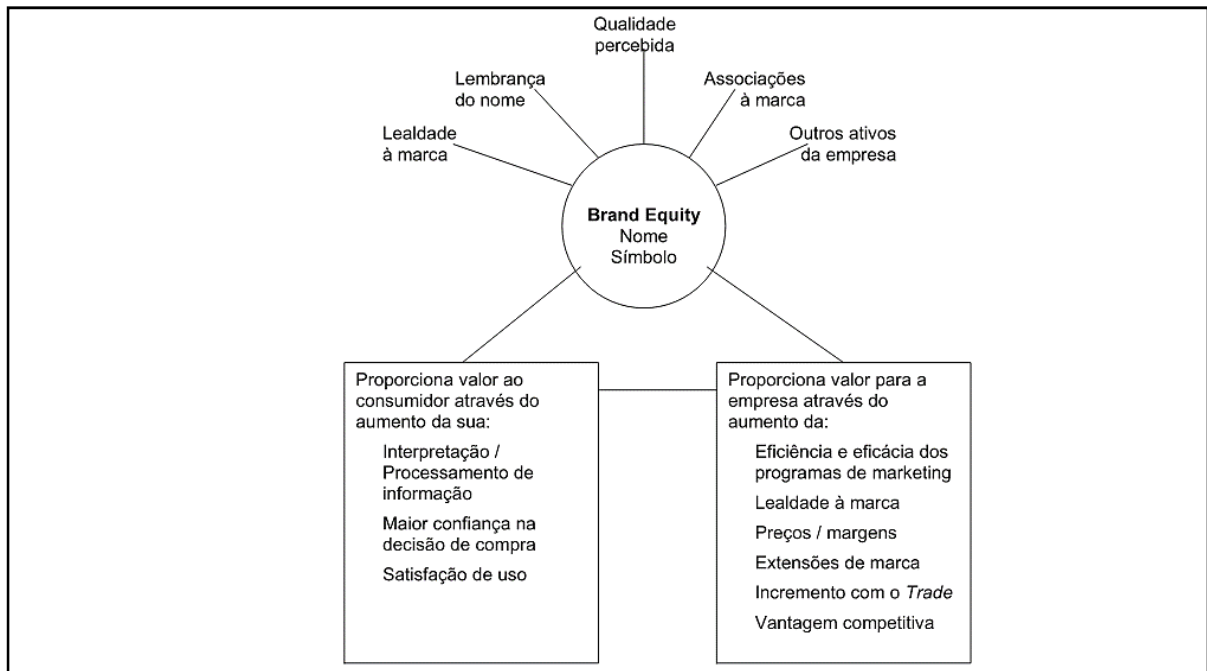 Qualidade
percebida
Lembrança
do nome
Associações
à marca
Lealdade
à marca
Outros ativos
da empresa
Brand Equity
Nome
Símbolo
Proporciona valor ao
consumidor através do
aumento da sua:
Interpretação /
Processamento de
informação
Maior confiança na
decisão de compra
Satisfação de uso
Proporciona valor para a
empresa através do
aumento da:
Eficiência e eficácia dos
programas de marketing
Lealdade à marca
Preços / margens
Extensões de marca
Incremento com o Trade
Vantagem competitiva